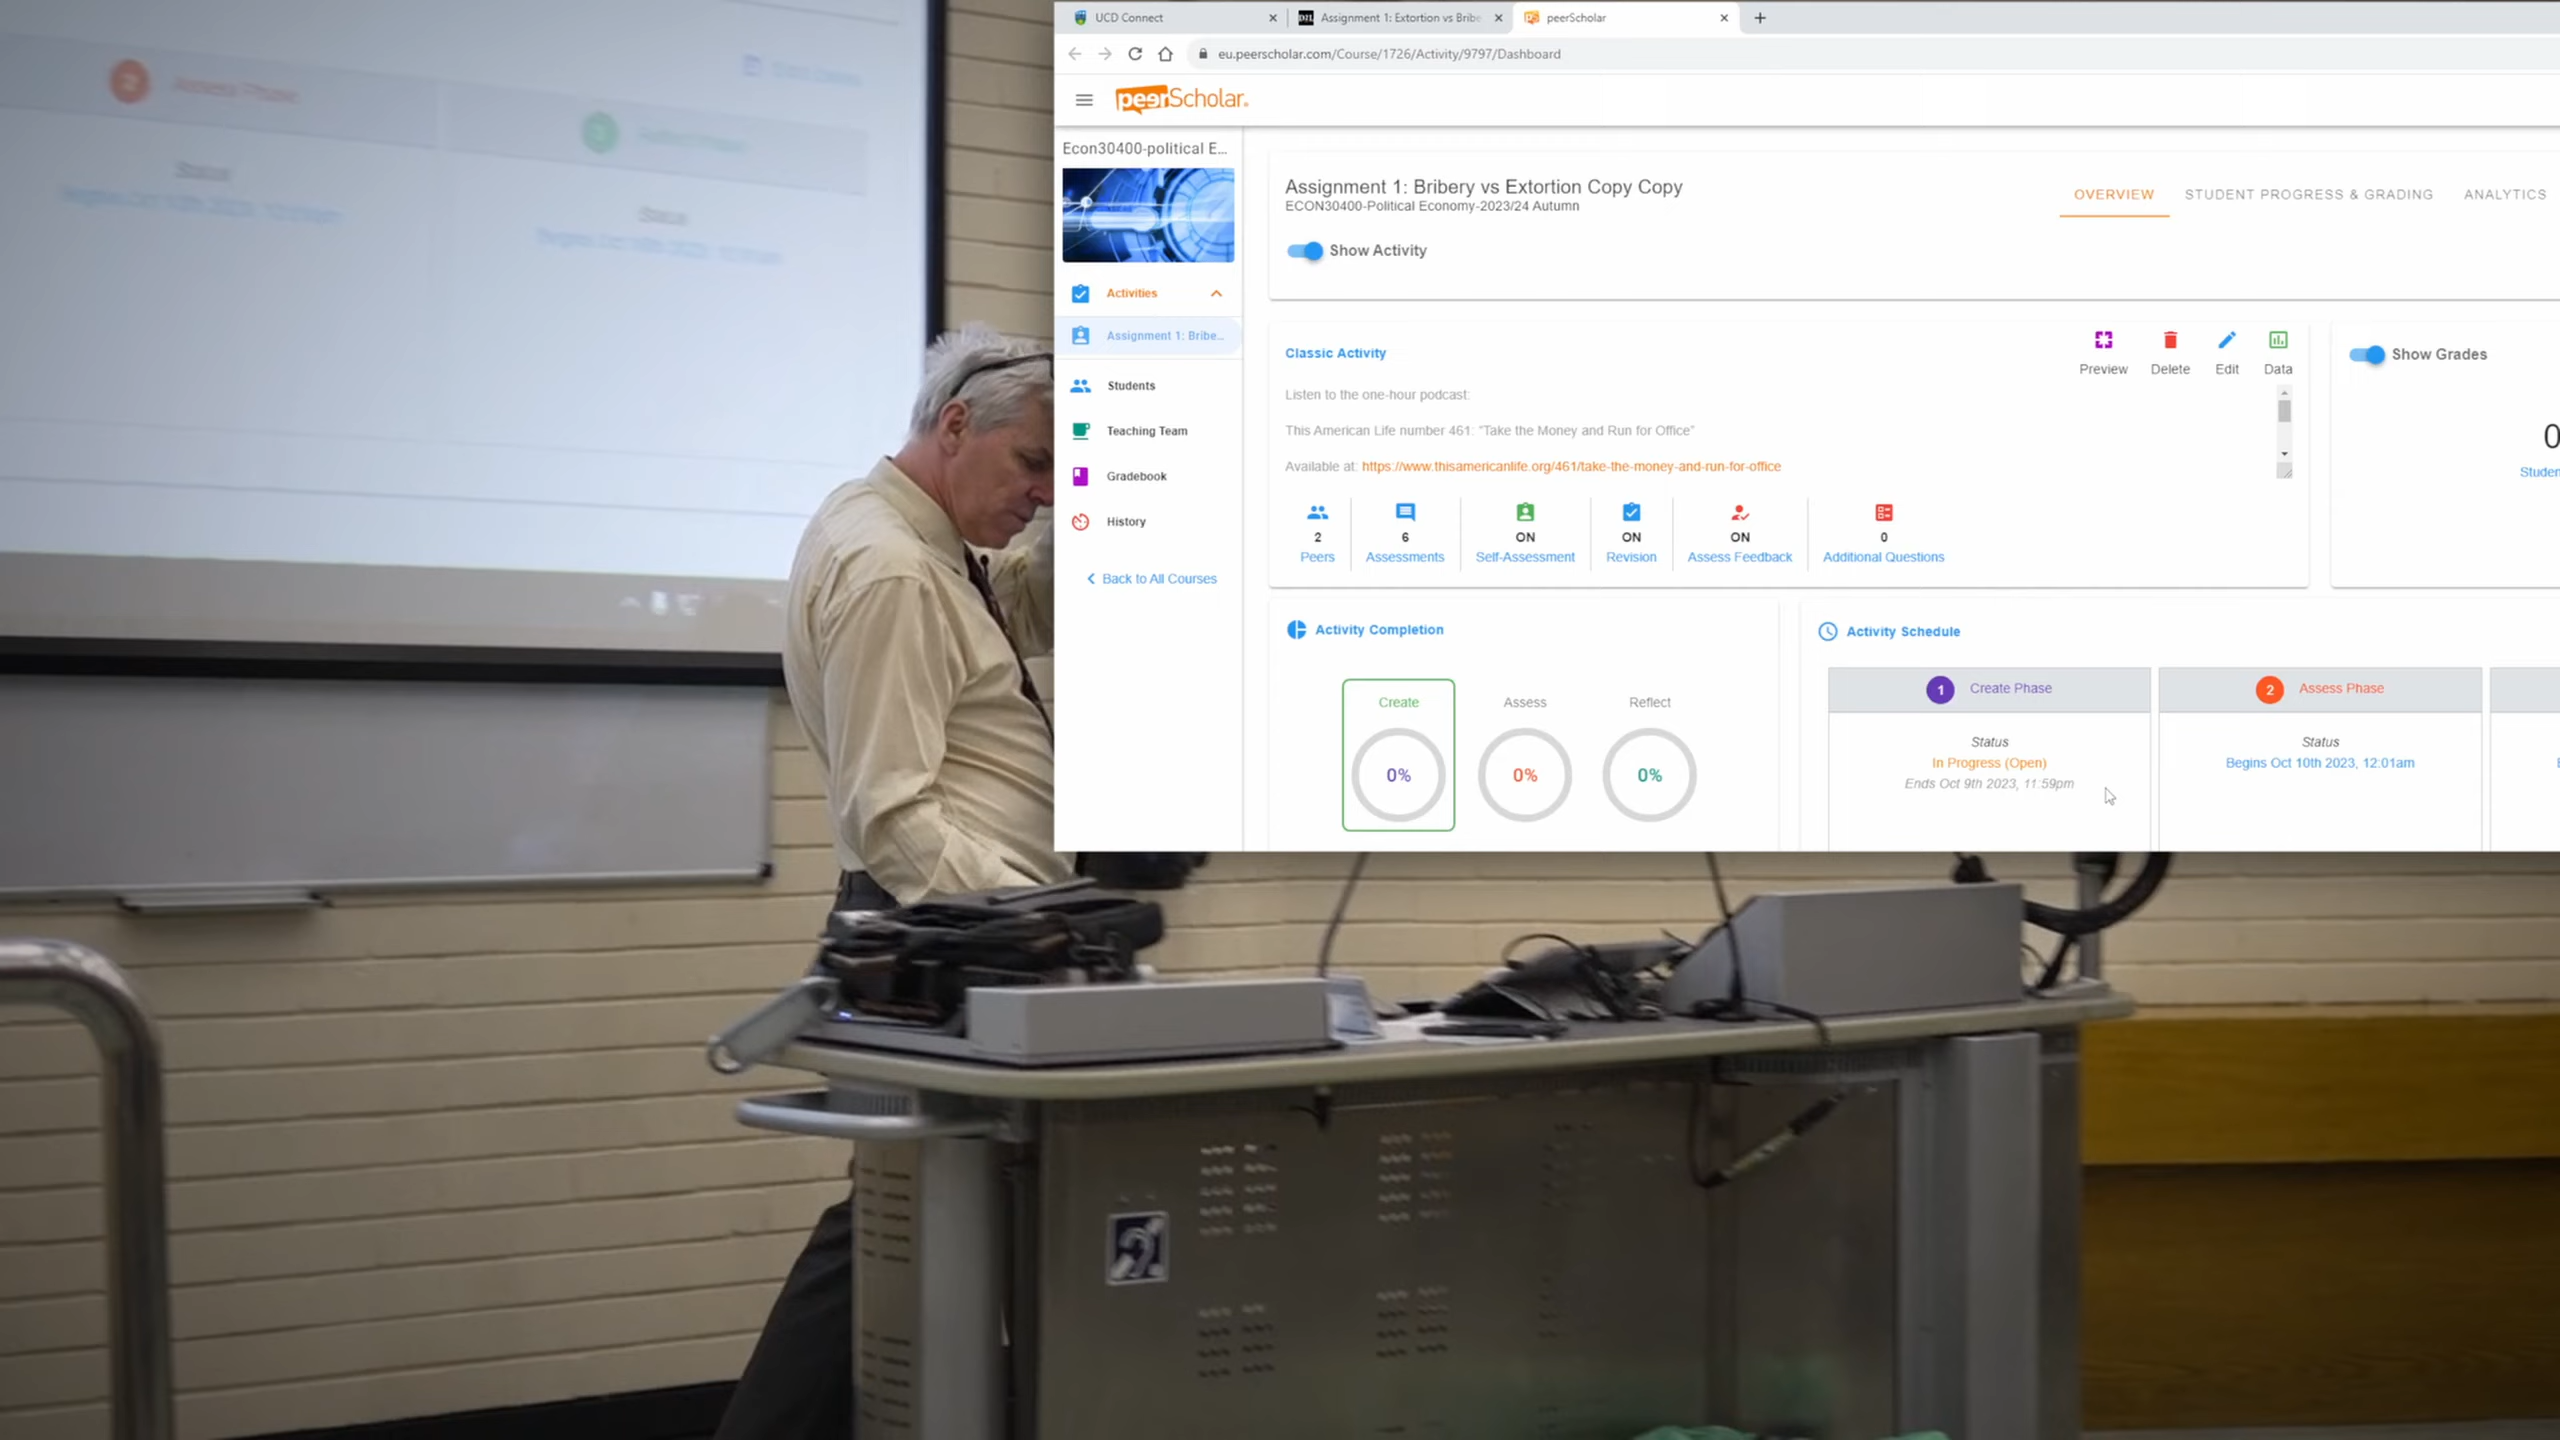 UCD Connect
Assignment 1: Extortion vs Bribe
peerScholar
eu.peerscholar.com/Course/1726/Activity/9797/Dashboard
peerScholar
Econ30400-political E...
Activities
Assignment 1: Bribe...
Students
Teaching Team
Gradebook
History
Back to All Courses
Assignment 1: Bribery vs Extortion Copy Copy
ECON30400-Political Economy-2023/24 Autumn
OVERVIEW
STUDENT PROGRESS & GRADING
ANALYTICS
Show Activity
Classic Activity
Preview
Delete
Edit
Data
Listen to the one-hour podcast:
This American Life number 461: "Take the Money and Run for Office"
Available at: https://www.thisamericanlife.org/461/take-the-money-and-run-for-office
2
Peers
6
Assessments
ON
Self-Assessment
ON
Revision
ON
Assess Feedback
0
Additional Questions
Show Grades
0
Studen
Activity Completion
Create
0%
Assess
0%
Reflect
0%
Activity Schedule
1 Create Phase
Status
In Progress (Open)
Ends Oct 9th 2023, 11:59pm
2 Assess Phase
Status
Begins Oct 10th 2023, 12:01am
2 Assess Phase
Status
Status